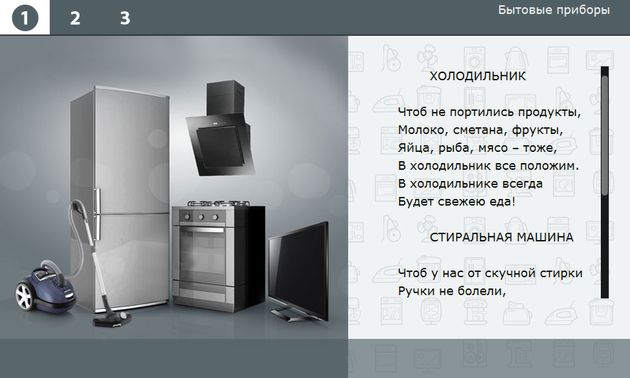 1 2 3
Бытовые приборы
ХОЛОДИЛЬНИК
Чтоб не портились продукты,
Молоко, сметана, фрукты,
Яйца, рыба, мясо – тоже,
В холодильник все положим.
В холодильнике всегда
Будет свежею еда!
СТИРАЛЬНАЯ МАШИНА
Чтоб у нас от скучной стирки
Ручки не болели,